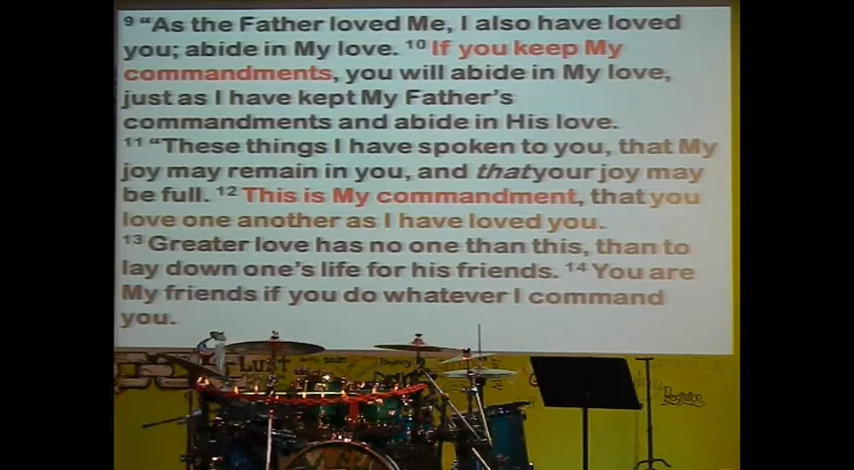 ⁹ “As the Father loved Me, I also have loved
you; abide in My love. ¹⁰ If you keep My
commandments, you will abide in My love,
just as I have kept My Father’s
commandments and abide in His love.
¹¹ “These things I have spoken to you, that My
joy may remain in you, and thatyour joy may
be full. ¹² This is My commandment, that you
love one another as I have loved you.
¹³ Greater love has no one than this, than to
lay down one’s life for his friends. ¹⁴ You are
My friends if you do whatever I command
you.
Lust